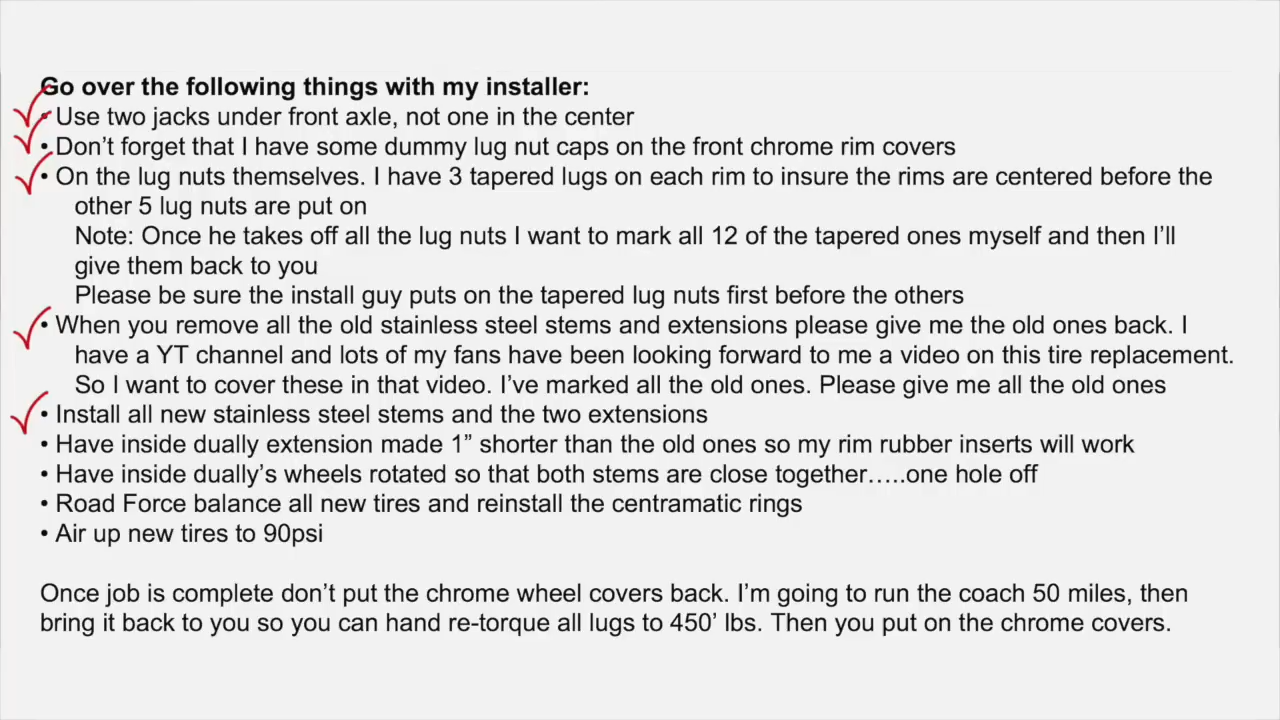 Go over the following things with my installer:
• Use two jacks under front axle, not one in the center
• Don’t forget that I have some dummy lug nut caps on the front chrome rim covers
• On the lug nuts themselves. I have 3 tapered lugs on each rim to insure the rims are centered before the
other 5 lug nuts are put on
Note: Once he takes off all the lug nuts I want to mark all 12 of the tapered ones myself and then I’ll
give them back to you
Please be sure the install guy puts on the tapered lug nuts first before the others
• When you remove all the old stainless steel stems and extensions please give me the old ones back. I
have a YT channel and lots of my fans have been looking forward to me a video on this tire replacement.
So I want to cover these in that video. I’ve marked all the old ones. Please give me all the old ones
• Install all new stainless steel stems and the two extensions
• Have inside dually extension made 1” shorter than the old ones so my rim rubber inserts will work
• Have inside dually’s wheels rotated so that both stems are close together…..one hole off
• Road Force balance all new tires and reinstall the centramatic rings
• Air up new tires to 90psi
Once job is complete don’t put the chrome wheel covers back. I’m going to run the coach 50 miles, then
bring it back to you so you can hand re-torque all lugs to 450’ lbs. Then you put on the chrome covers.